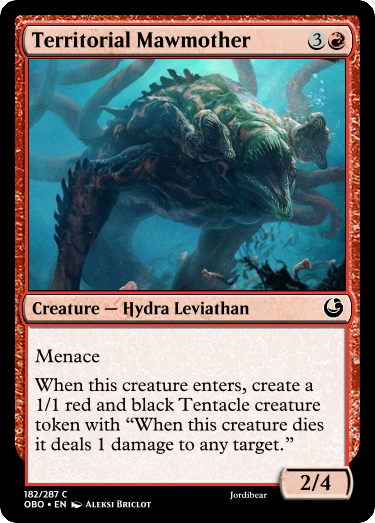 Territorial Mawmother 3
Creature — Hydra Leviathan
Menace
When this creature enters, create a
1/1 red and black Tentacle creature
token with “When this creature dies
it deals 1 damage to any target.”
2/4
182/287 C
OBO • EN Aleksi Briclot
Jordibear